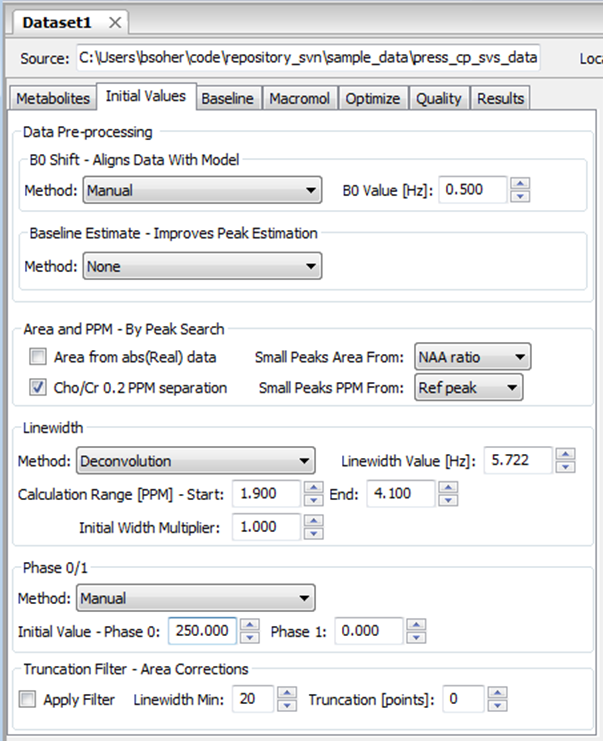 Dataset1
Source: C:\Users\bsoher\code\repository_svn\sample_data\press_cp_svs_data Loca
Metabolites Initial Values Baseline Macromol Optimize Quality Results
Data Pre-processing
B0 Shift - Aligns Data With Model
Method: Manual B0 Value [Hz]: 0.500
Baseline Estimate - Improves Peak Estimation
Method: None
Area and PPM - By Peak Search
Area from abs(Real) data Small Peaks Area From: NAA ratio
Cho/Cr 0.2 PPM separation Small Peaks PPM From: Ref peak
Linewidth
Method: Deconvolution Linewidth Value [Hz]: 5.722
Calculation Range [PPM] - Start: 1.900 End: 4.100
Initial Width Multiplier: 1.000
Phase 0/1
Method: Manual
Initial Value - Phase 0: 250.000 Phase 1: 0.000
Truncation Filter - Area Corrections
Apply Filter Linewidth Min: 20 Truncation [points]: 0